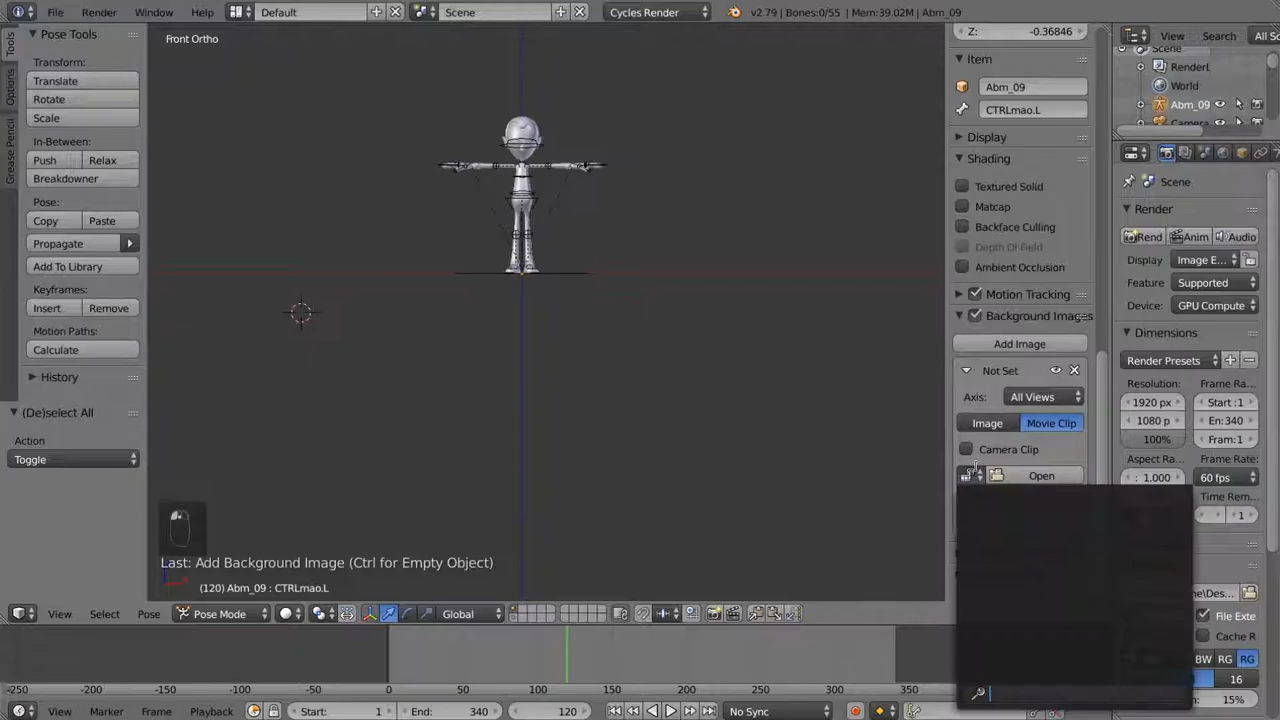 File Render Window Help Default Scene Cycles Render v2.79 | Bones:0/55 | Mem:39.02M | Abm_09
Tools
Options
Grease Pencil
Pose Tools
Transform:
Translate
Rotate
Scale
In-Between:
Push Relax
Breakdowner
Pose:
Copy Paste
Propagate
Add To Library
Keyframes:
Insert Remove
Motion Paths:
Calculate
History
(De)select All
Action
Toggle
Front Ortho
Last: Add Background Image (Ctrl for Empty Object)
(120) Abm_09 : CTRLmao.L
View Select Pose Pose Mode Global
Z: -0.36846
Item
Abm_09
CTRLmao.L
Display
Shading
Textured Solid
Matcap
Backface Culling
Depth Of Field
Ambient Occlusion
Motion Tracking
Background Images
Add Image
Not Set
Axis: All Views
Image Movie Clip
Camera Clip
Open
View Search All Sc
Scene
RenderL
World
Abm_09
Camera
Scene
Render
Rend Anim Audio
Display Image E...
Feature Supported
Device: GPU Compute
Dimensions
Render Presets
Resolution: Frame Ra...
1920 px Start :1
1080 p En:340
100% Fram:1
Aspect Ra... Frame Rate:
: 1.000 60 fps
Time Rem...
: 1
ne\Des...
File Exte
Cache R
BW RG RG
16
15%
-250 -200 -150 -100 -50 0 50 100 150 200 250 300 350
View Marker Frame Playback Start: 1 End: 340 120 No Sync